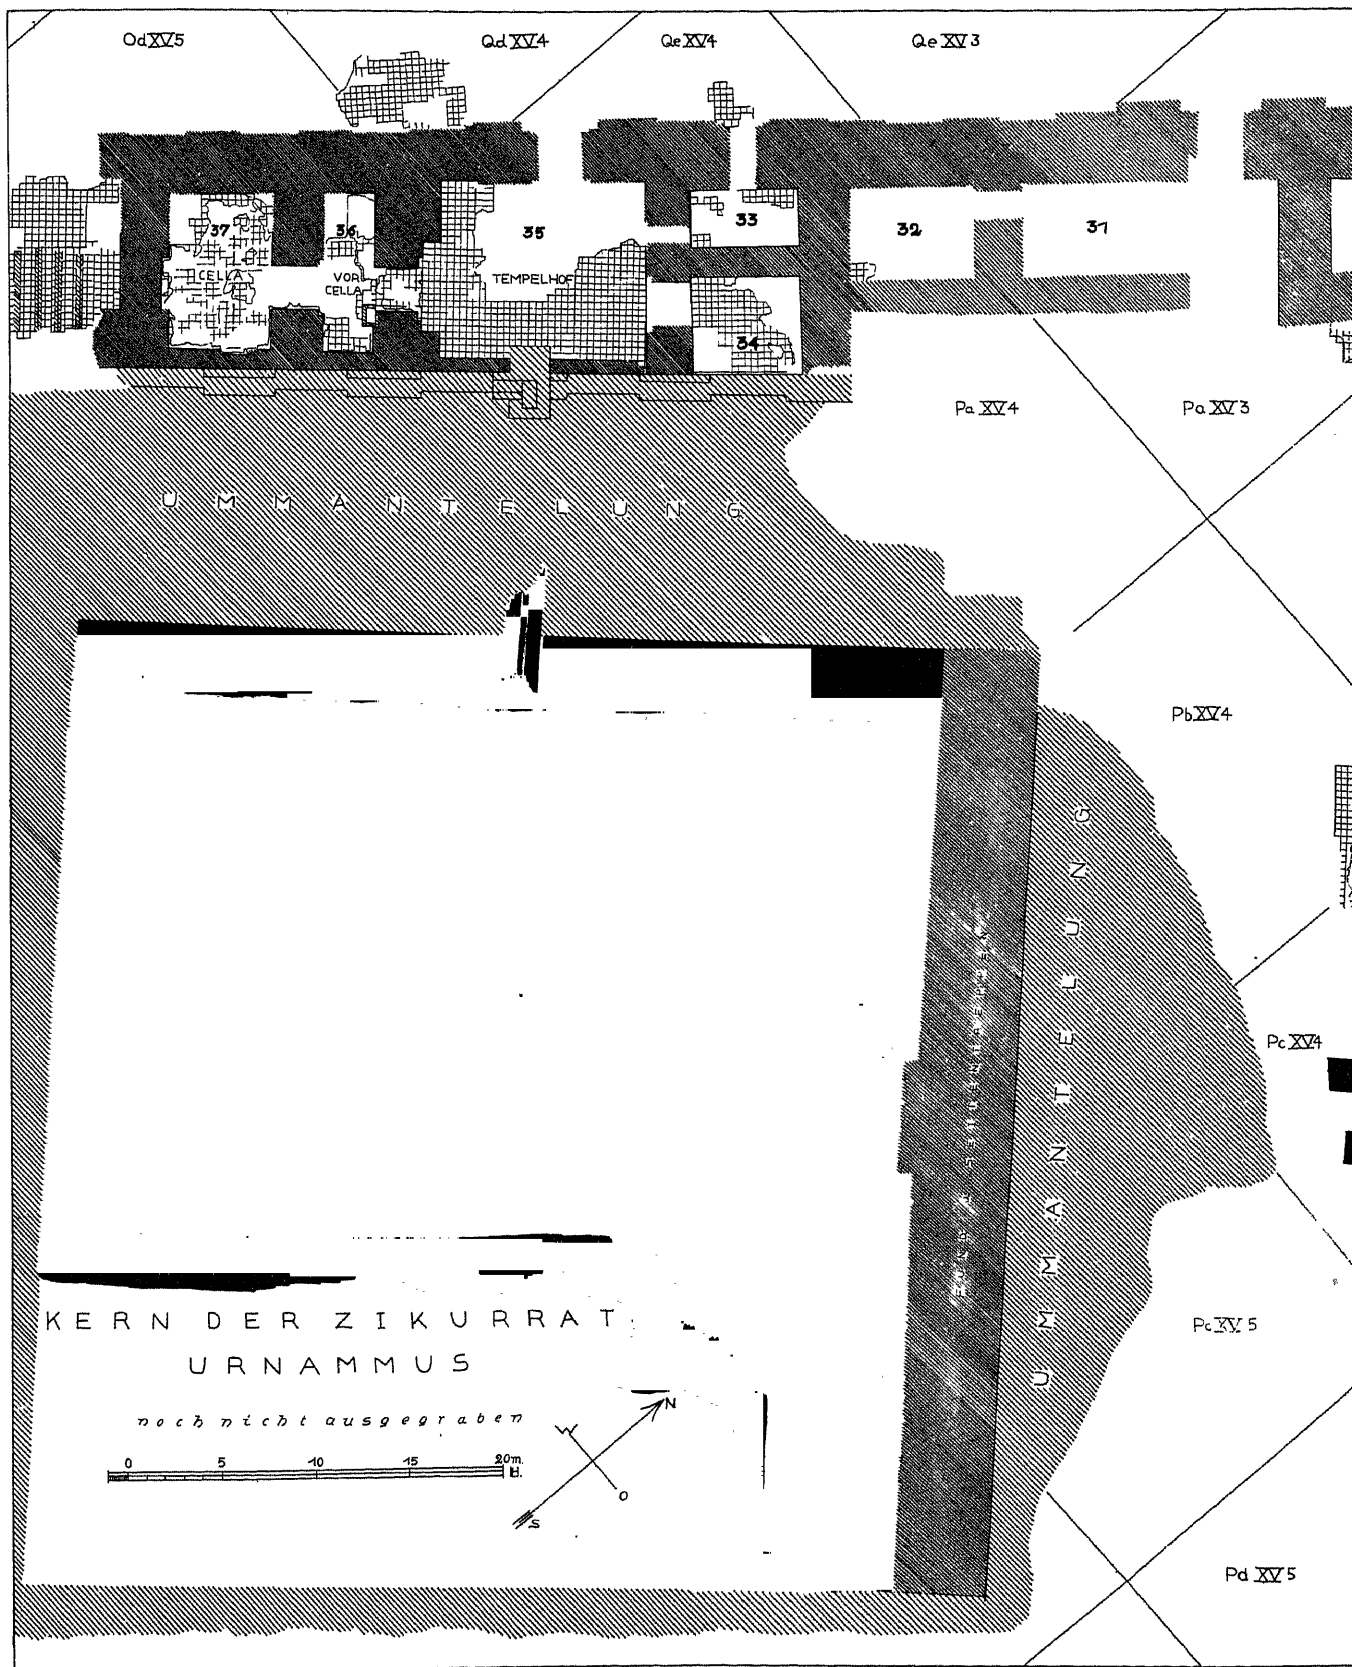 Od XV 5
Qd XV 4
Qe XV 4
Qe XV 3
37
CELLA
36
VOR
CELLA
35
TEMPELHOF
33
34
32
31
Pa XV 4
Pa XV 3
UMMANTELUNG
Pb XV 4
UMMANTELUNG
Pc XV 4
KERN DER ZIKURRAT
URNAMMUS
noch nicht ausgegraben
0 5 10 15 20m.
N
W
O
S
Pc XV 5
Pd XV 5